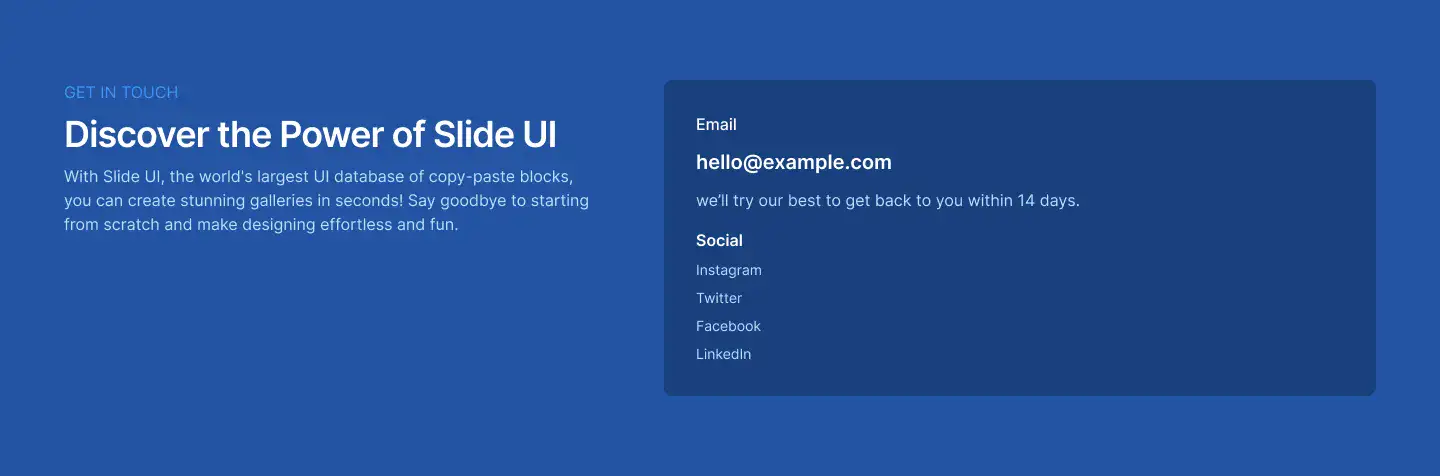 GET IN TOUCH
Discover the Power of Slide UI
With Slide UI, the world's largest UI database of copy-paste blocks,
you can create stunning galleries in seconds! Say goodbye to starting
from scratch and make designing effortless and fun.
Email
hello@example.com
we’ll try our best to get back to you within 14 days.
Social
Instagram
Twitter
Facebook
LinkedIn